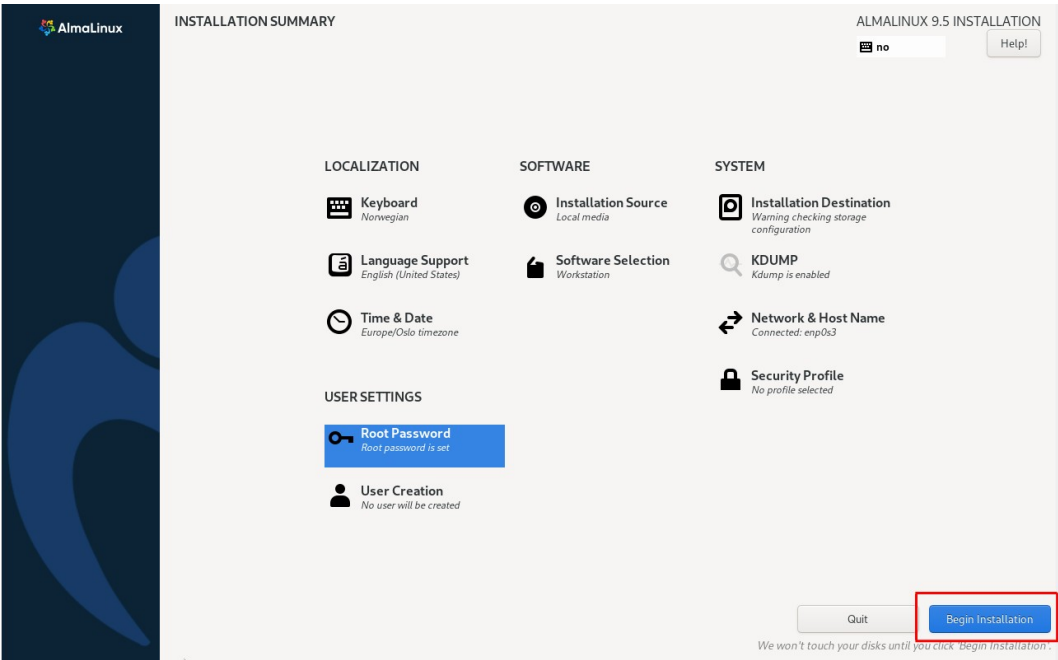 AlmaLinux
INSTALLATION SUMMARY
ALMALINUX 9.5 INSTALLATION
no
Help!
LOCALIZATION
Keyboard
Norwegian
Language Support
English (United States)
Time & Date
Europe/Oslo timezone
USER SETTINGS
Root Password
Root password is set
User Creation
No user will be created
SOFTWARE
Installation Source
Local media
Software Selection
Workstation
SYSTEM
Installation Destination
Warning checking storage
configuration
KDUMP
Kdump is enabled
Network & Host Name
Connected: enp0s3
Security Profile
No profile selected
Quit
Begin Installation
We won't touch your disks until you click 'Begin Installation'.